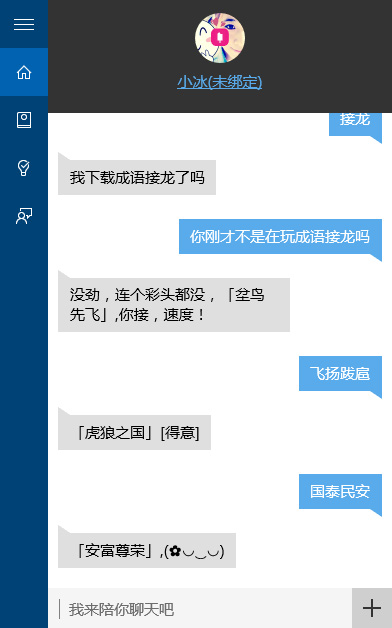 小冰(未绑定)
接龙
我下载成语接龙了吗
你刚才不是在玩成语接龙吗
没劲，连个彩头都没，「坌鸟
先飞」,你接，速度！
飞扬跋扈
「虎狼之国」[得意]
国泰民安
「安富尊荣」,(✿◡‿◡)
我来陪你聊天吧